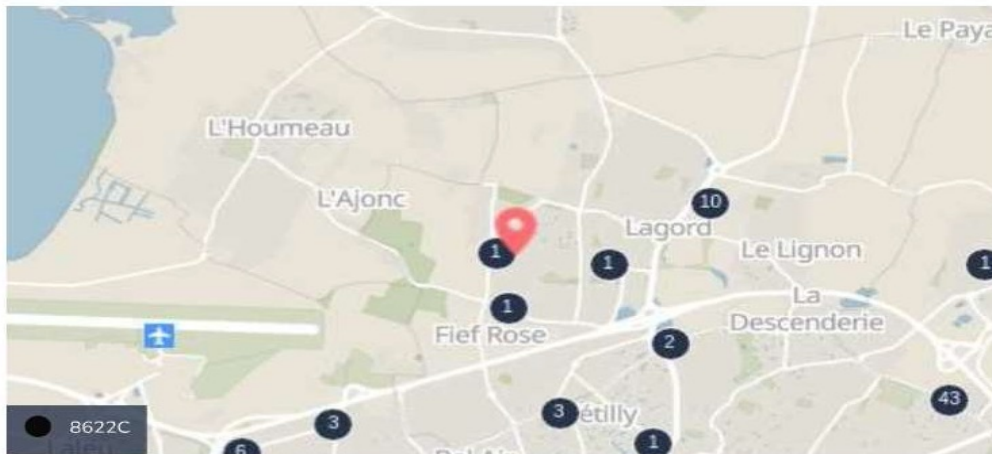 Le Paya
L'Houmeau
L'Ajonc
10
Lagord
1
Le Lignon
1
1
La
Descenderie
1
Fief Rose
2
43
3
étilly
3
8622C
1
6